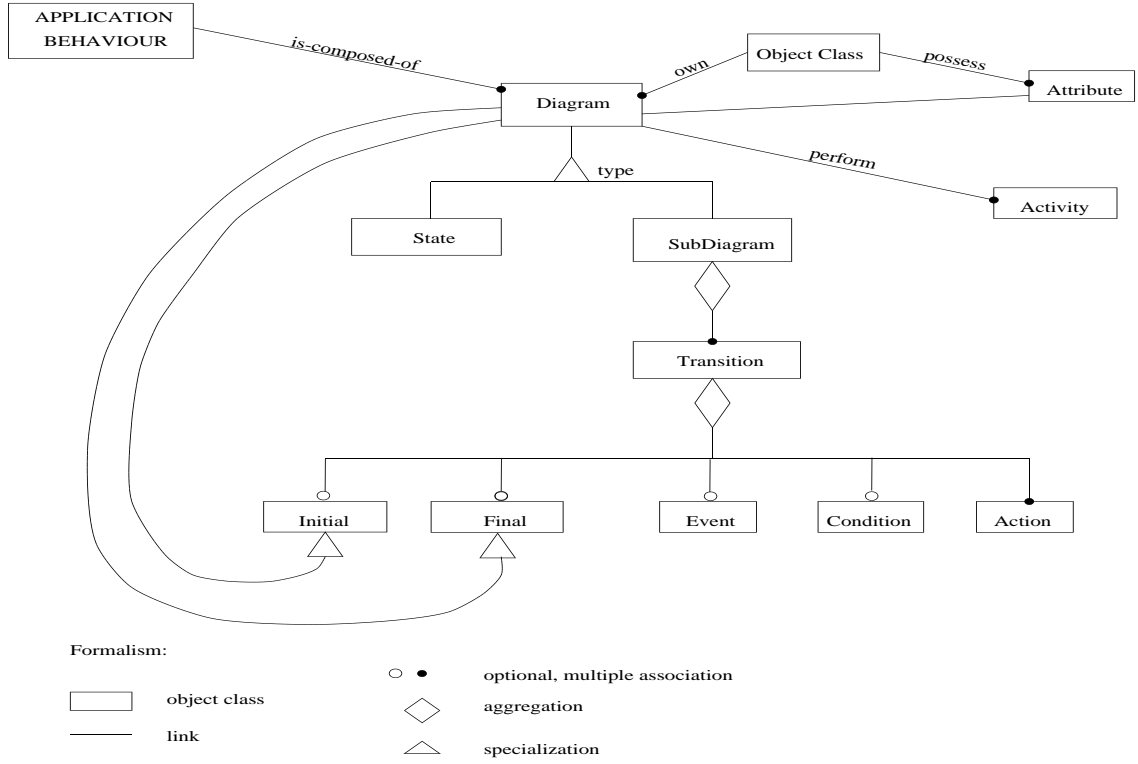 APPLICATION
BEHAVIOUR
is-composed-of
own
Object Class
possess
Attribute
Diagram
perform
type
Activity
State
SubDiagram
Transition
Initial
Final
Event
Condition
Action
Formalism:
object class
link
optional, multiple association
aggregation
specialization